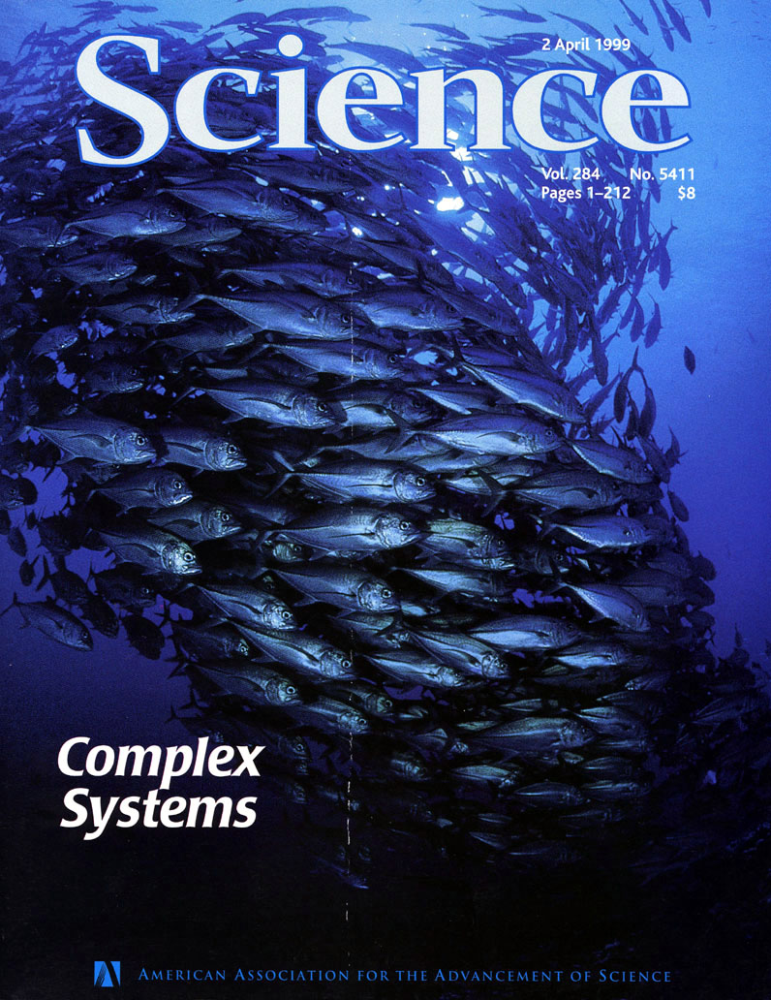 Science
2 April 1999
Vol. 284 No. 5411
Pages 1–212 $8
Complex
Systems
AMERICAN ASSOCIATION FOR THE ADVANCEMENT OF SCIENCE